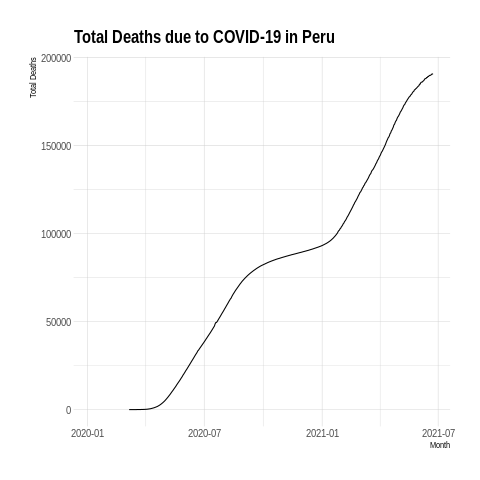 Total Deaths due to COVID-19 in Peru
Total Deaths
200000
150000
100000
50000
0
2020-01 2020-07 2021-01 2021-07
Month